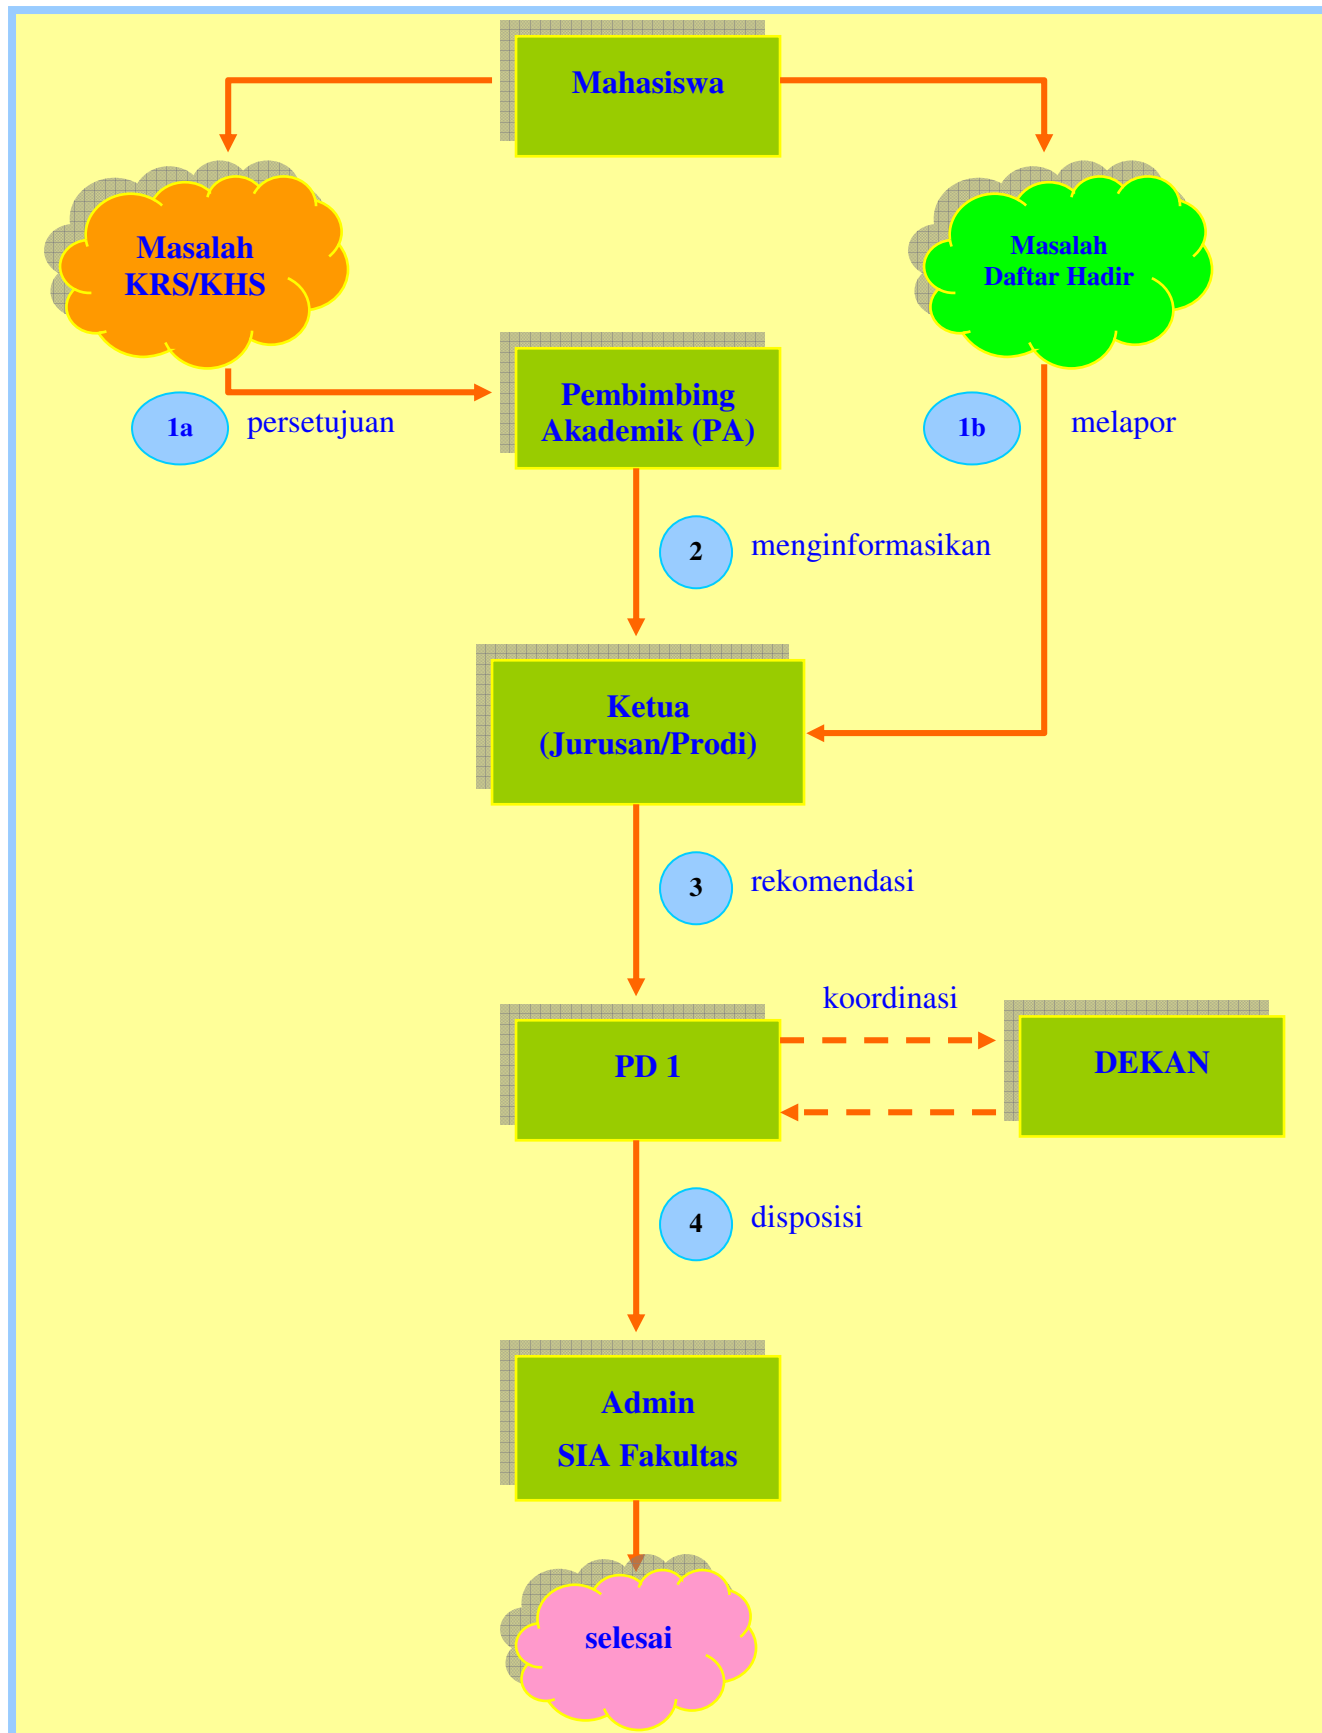 Mahasiswa
Masalah
KRS/KHS
Masalah
Daftar Hadir
Pembimbing
Akademik (PA)
1a
persetujuan
1b
melapor
2
menginformasikan
Ketua
(Jurusan/Prodi)
3
rekomendasi
koordinasi
PD 1
DEKAN
4
disposisi
Admin
SIA Fakultas
selesai